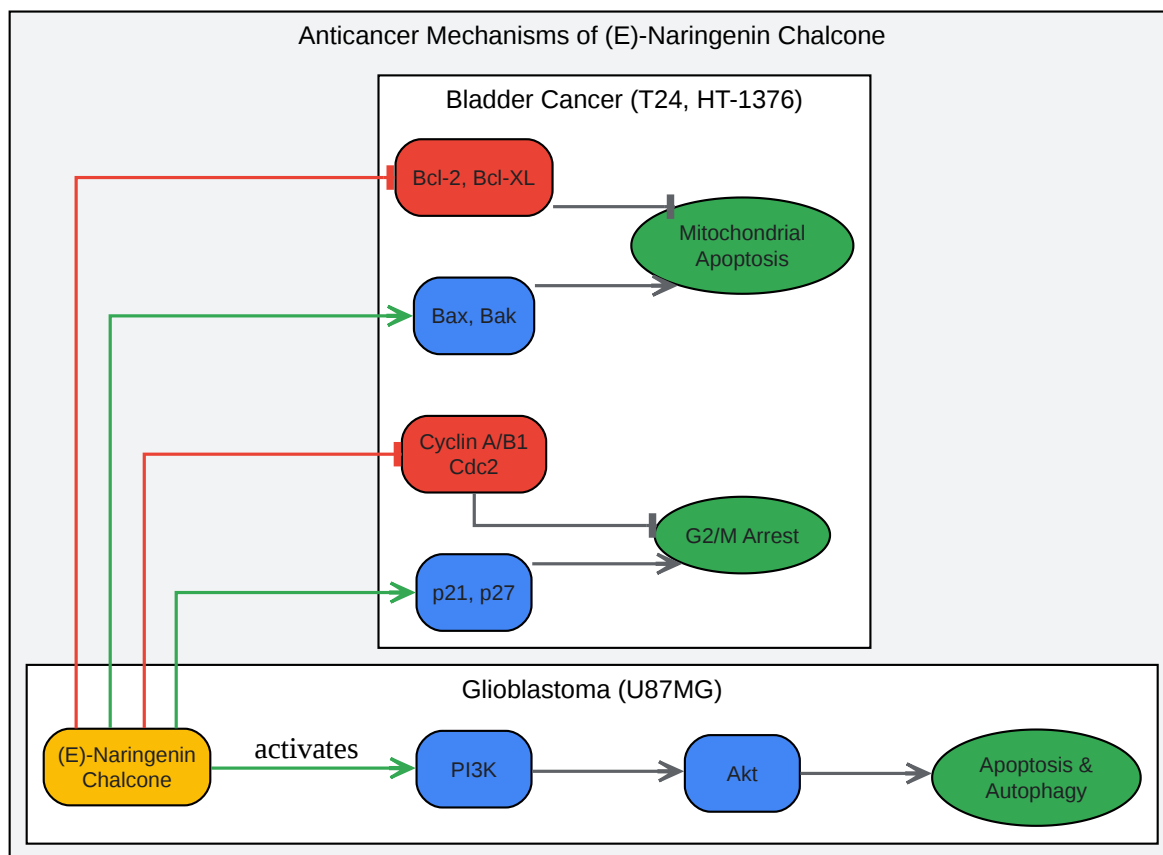 Anticancer Mechanisms of (E)-Naringenin Chalcone
Bladder Cancer (T24, HT-1376)
Bcl-2, Bcl-XL
Mitochondrial
Apoptosis
Bax, Bak
Cyclin A/B1
Cdc2
G2/M Arrest
p21, p27
Glioblastoma (U87MG)
(E)-Naringenin
Chalcone
activates
PI3K
Akt
Apoptosis &
Autophagy